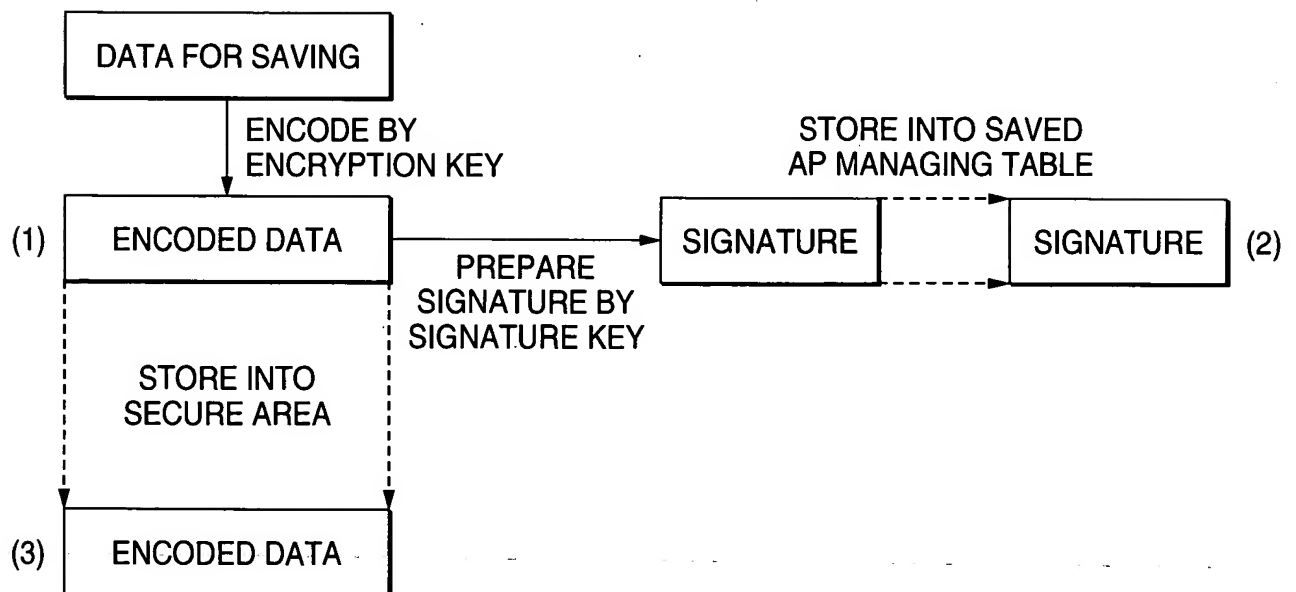 DATA FOR SAVING
ENCODE BY
ENCRYPTION KEY
STORE INTO SAVED
AP MANAGING TABLE
(1)
ENCODED DATA
PREPARE
SIGNATURE BY
SIGNATURE KEY
SIGNATURE
SIGNATURE
(2)
STORE INTO
SECURE AREA
(3)
ENCODED DATA